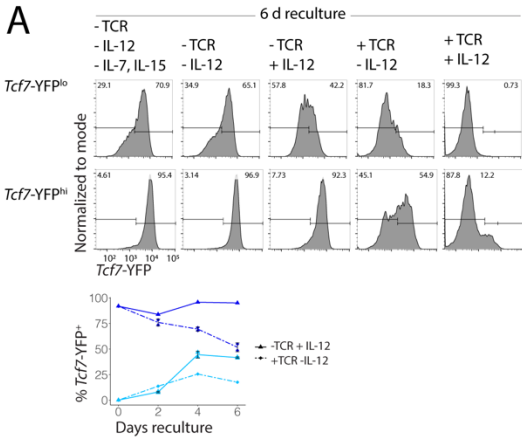 A
6 d reculture
- TCR
- IL-12
- IL-7, IL-15
- TCR
- IL-12
- TCR
+ IL-12
+ TCR
- IL-12
+ TCR
+ IL-12
Tcf7-YFPlo
29.1 70.9
34.9 65.1
57.8 42.2
81.7 18.3
99.3 0.73
Normalized to mode
Tcf7-YFPhi
4.61 95.4
3.14 96.9
7.73 92.3
45.1 54.9
87.8 12.2
10² 10³ 10⁴ 10⁵
Tcf7-YFP
% Tcf7-YFP⁺
100
75
50
25
0
-TCR + IL-12
+TCR -IL-12
0 2 4 6
Days reculture